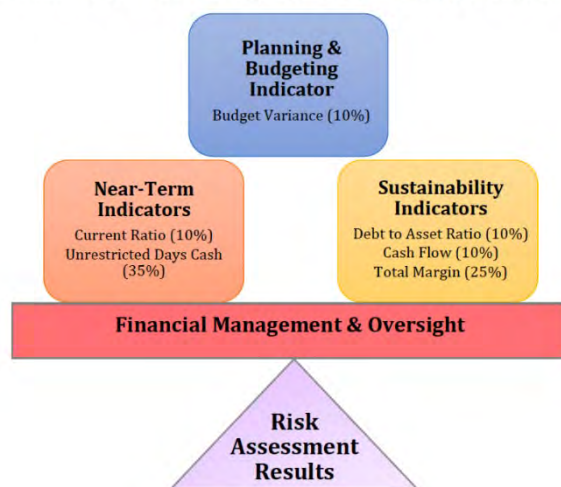 Planning &
Budgeting
Indicator
Budget Variance (10%)
Near-Term
Indicators
Current Ratio (10%)
Unrestricted Days Cash
(35%)
Sustainability
Indicators
Debt to Asset Ratio (10%)
Cash Flow (10%)
Total Margin (25%)
Financial Management & Oversight
Risk
Assessment
Results